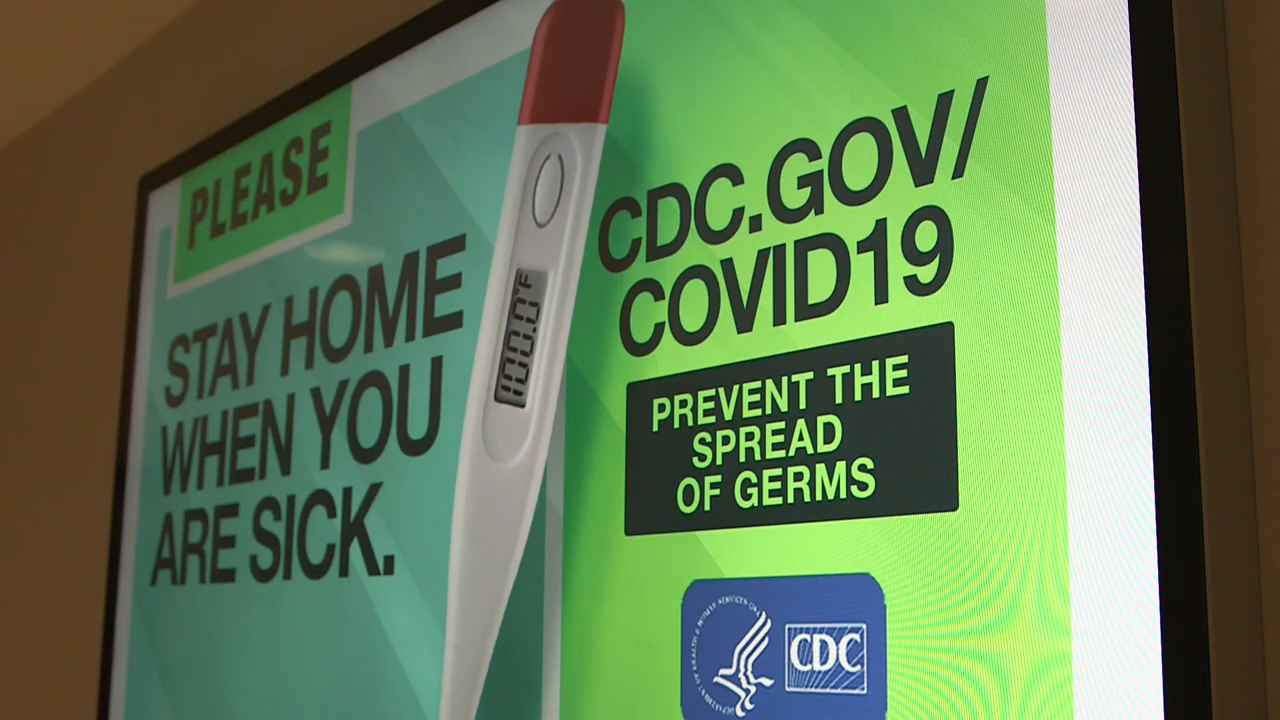 PLEASE
STAY HOME
WHEN YOU
ARE SICK.
100.0°F
CDC.GOV/
COVID19
PREVENT THE
SPREAD
OF GERMS
CDC